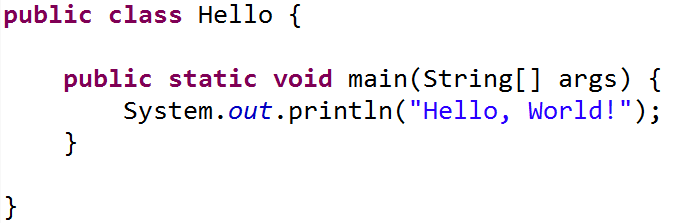 public class Hello {
    public static void main(String[] args) {
        System.out.println("Hello, World!");
    }
}